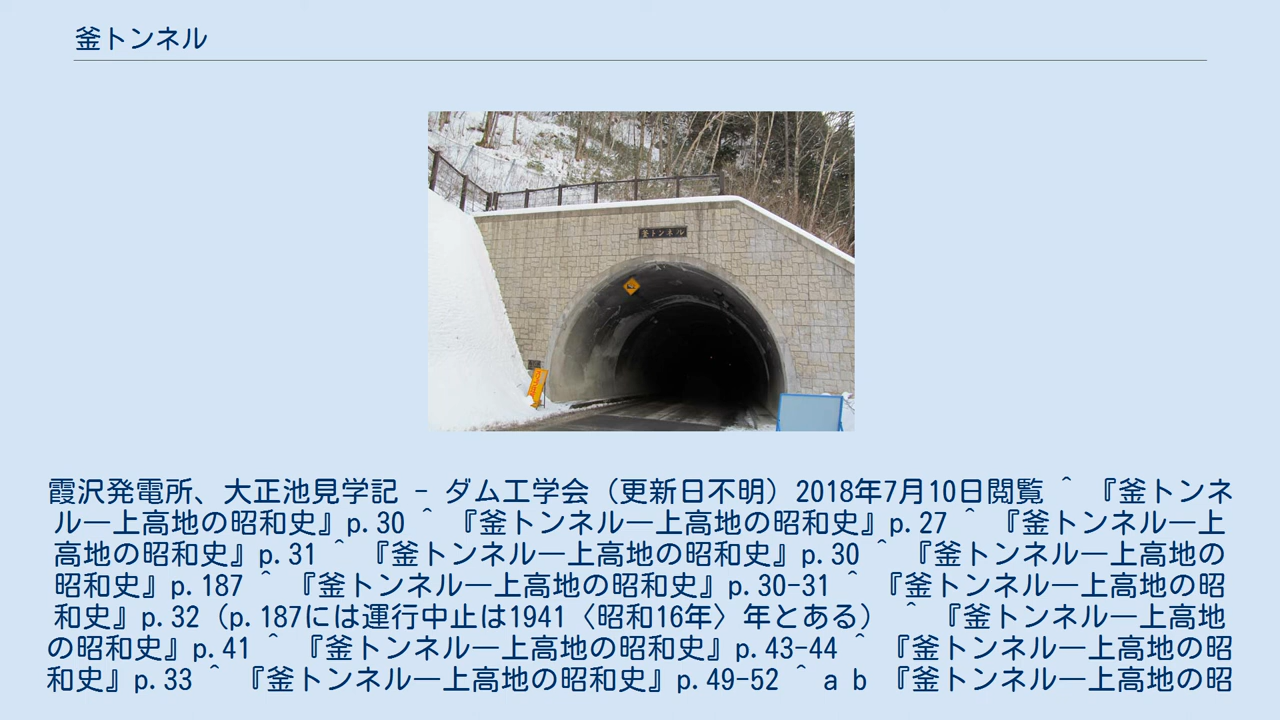 釜トンネル
釜トンネル
霞沢発電所、大正池見学記 - ダム工学会（更新日不明）2018年7月10日閲覧 ^ 『釜トンネ
ル―上高地の昭和史』p.30 ^ 『釜トンネル―上高地の昭和史』p.27 ^ 『釜トンネル―上
高地の昭和史』p.31 ^ 『釜トンネル―上高地の昭和史』p.30 ^ 『釜トンネル―上高地の
昭和史』p.187 ^ 『釜トンネル―上高地の昭和史』p.30-31 ^ 『釜トンネル―上高地の昭
和史』p.32（p.187には運行中止は1941〈昭和16年〉年とある） ^ 『釜トンネル―上高地
の昭和史』p.41 ^ 『釜トンネル―上高地の昭和史』p.43-44 ^ 『釜トンネル―上高地の昭
和史』p.33 ^ 『釜トンネル―上高地の昭和史』p.49-52 ^ a b 『釜トンネル―上高地の昭